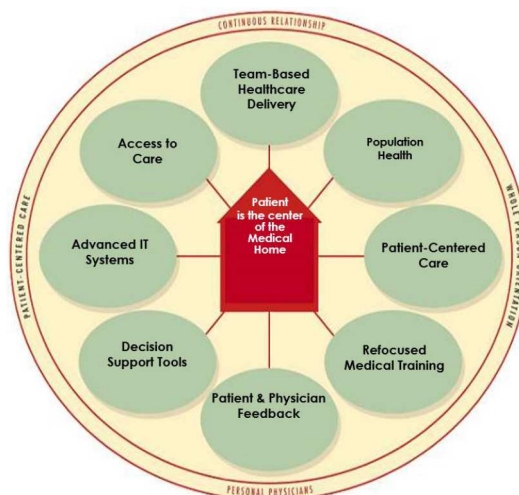 CONTINUOUS RELATIONSHIP
Team-Based
Healthcare
Delivery
Access to
Care
Population
Health
Patient
is the center
of the
Medical
Home
Advanced IT
Systems
Patient-Centered
Care
PATIENT-CENTERED CARE
WHOLE PERSON ORIENTATION
Decision
Support Tools
Refocused
Medical Training
Patient & Physician
Feedback
PERSONAL PHYSICIANS